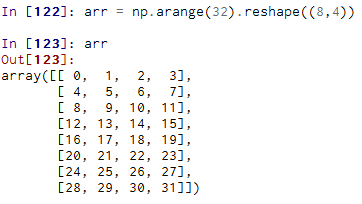 In [122]: arr = np.arange(32).reshape((8,4))
In [123]: arr
Out[123]:
array([[ 0,  1,  2,  3],
       [ 4,  5,  6,  7],
       [ 8,  9, 10, 11],
       [12, 13, 14, 15],
       [16, 17, 18, 19],
       [20, 21, 22, 23],
       [24, 25, 26, 27],
       [28, 29, 30, 31]])